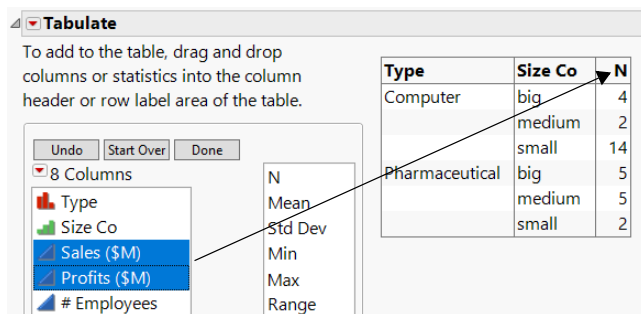 Tabulate
To add to the table, drag and drop
columns or statistics into the column
header or row label area of the table.
Undo Start Over Done
8 Columns
Type
Size Co
Sales ($M)
Profits ($M)
# Employees
N
Mean
Std Dev
Min
Max
Range
Type Size Co N
Computer big 4
medium 2
small 14
Pharmaceutical big 5
medium 5
small 2